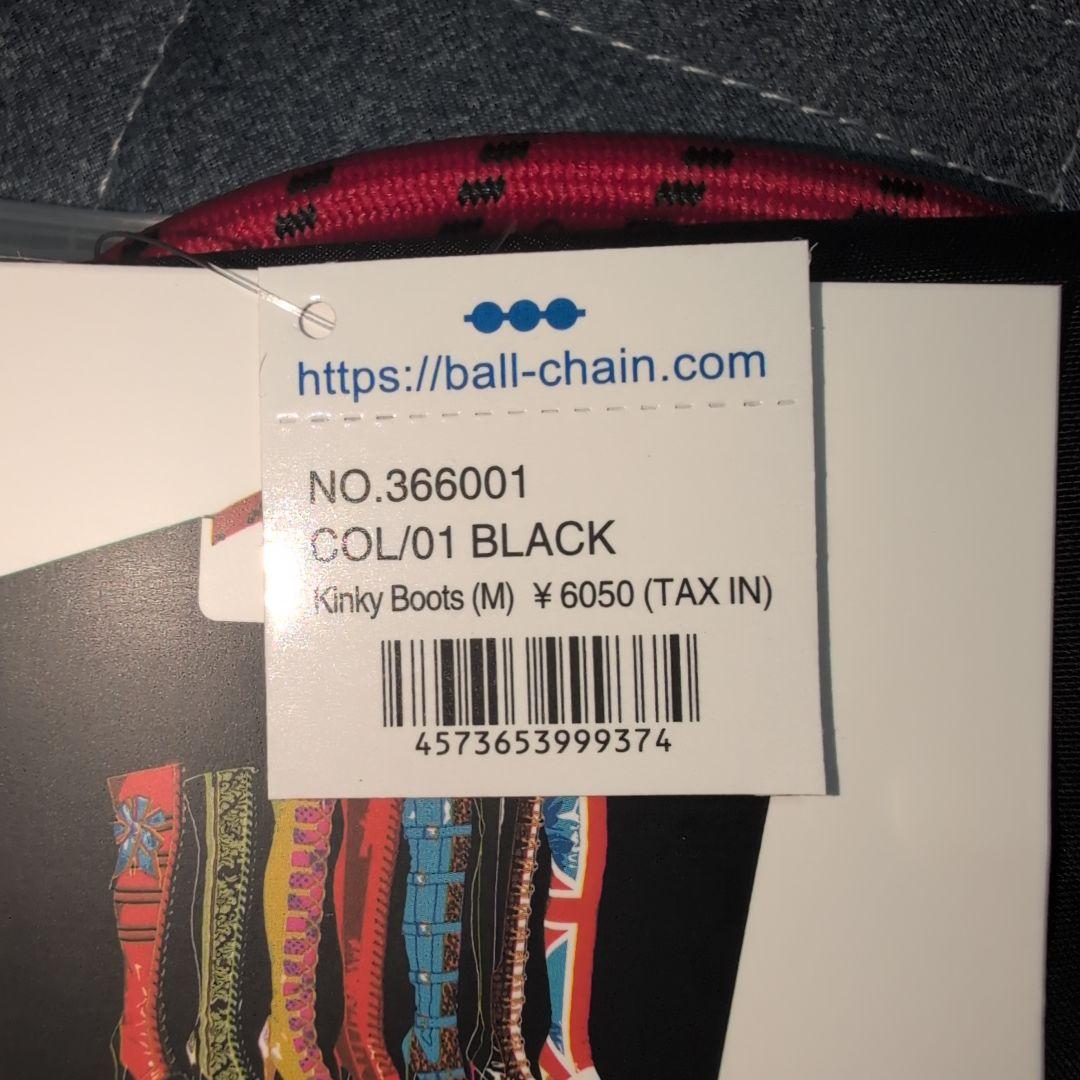 https://ball-chain.com
NO.366001
COL/01 BLACK
Kinky Boots (M) ¥ 6050 (TAX IN)
4573653999374